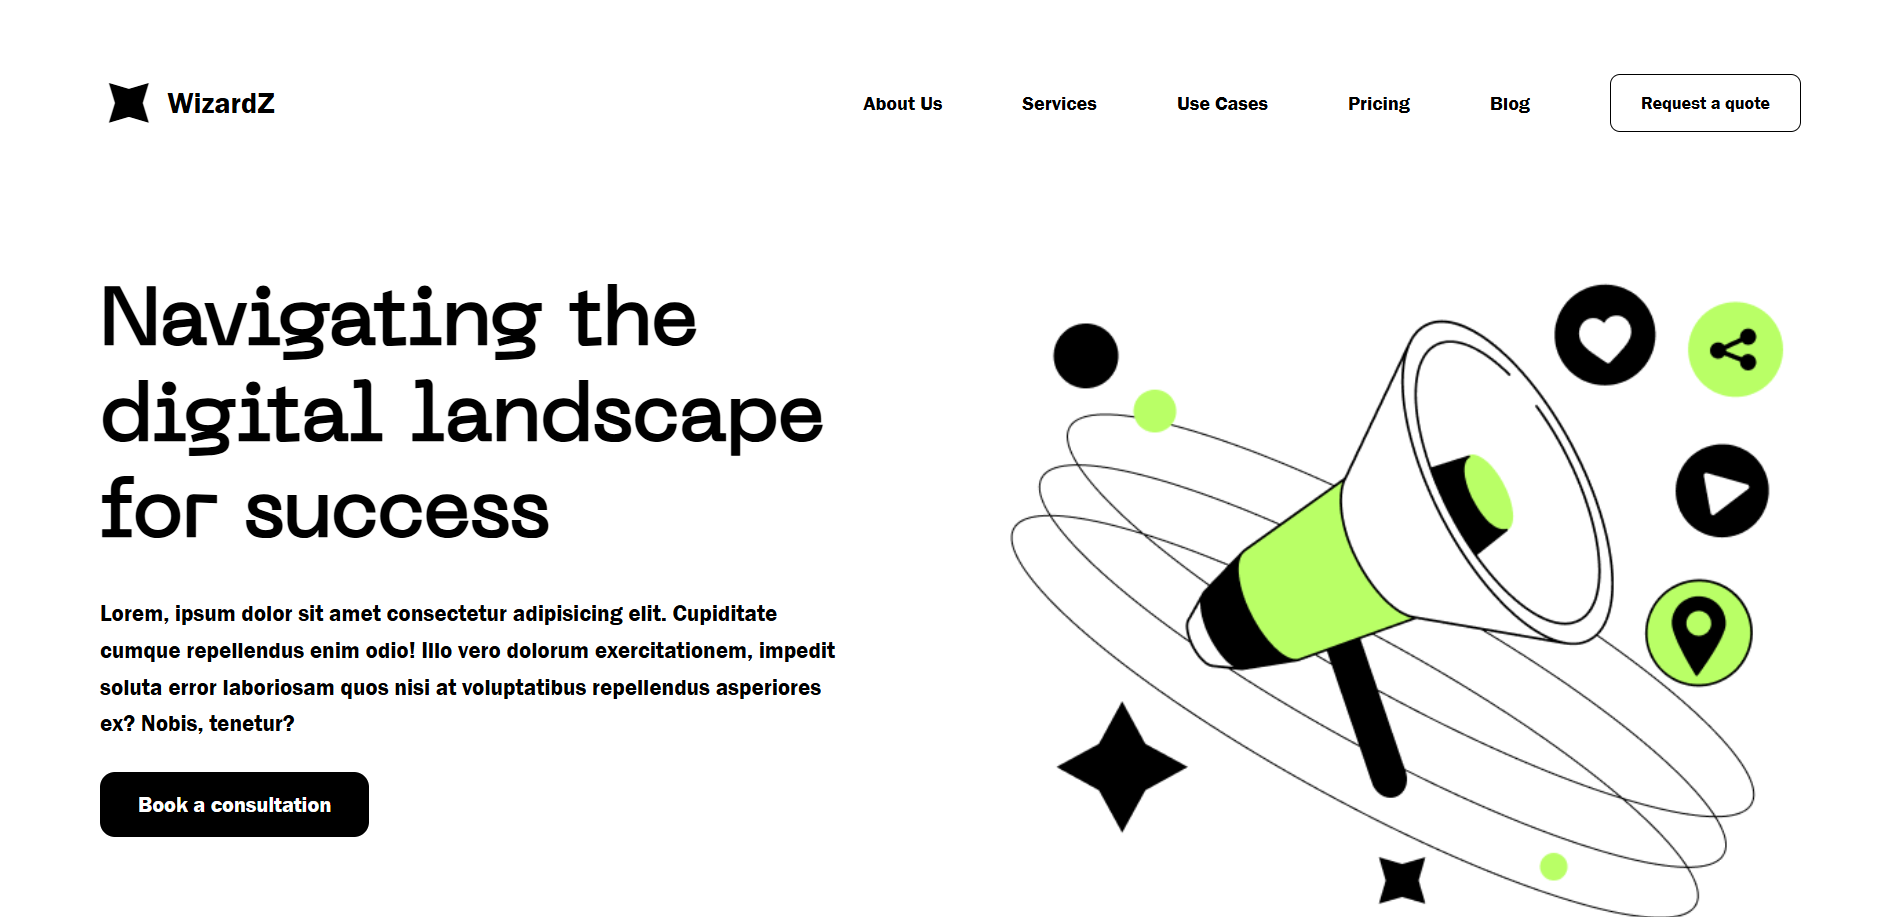 WizardZ
About Us
Services
Use Cases
Pricing
Blog
Request a quote
Navigating the
digital landscape
for success
Lorem, ipsum dolor sit amet consectetur adipisicing elit. Cupiditate
cumque repellendus enim odio! Illo vero dolorum exercitationem, impedit
soluta error laboriosam quos nisi at voluptatibus repellendus asperiores
ex? Nobis, tenetur?
Book a consultation